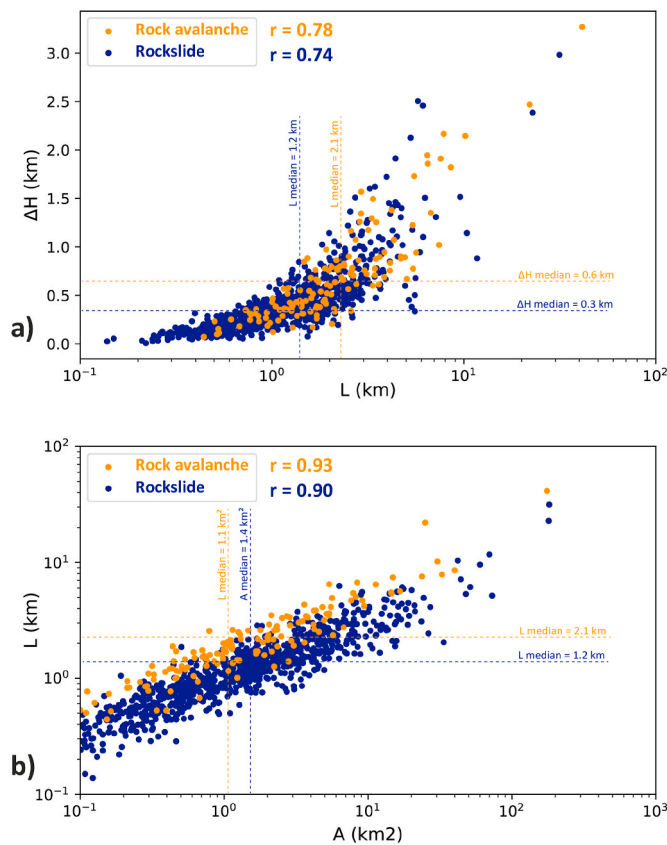 Rock avalanche r = 0.78
Rockslide r = 0.74
3.0
2.5
2.0
1.5
1.0
0.5
0.0
ΔH (km)
L median = 1.2 km
L median = 2.1 km
ΔH median = 0.6 km
ΔH median = 0.3 km
a)
10⁻¹ 10⁰ 10¹ 10²
L (km)
Rock avalanche r = 0.93
Rockslide r = 0.90
10²
10¹
10⁰
10⁻¹
L (km)
L median = 1.1 km²
A median = 1.4 km²
L median = 2.1 km
L median = 1.2 km
b)
10⁻¹ 10⁰ 10¹ 10² 10³
A (km2)